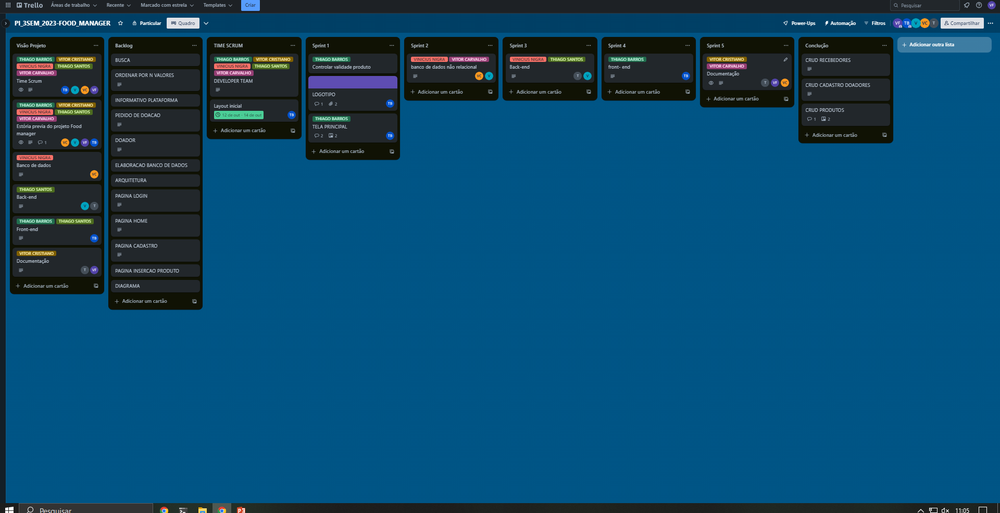 Trello
Áreas de trabalho
Recente
Marcado com estrela
Templates
Criar
Pesquisar
VF
PI_3SEM_2023-FOOD_MANAGER
Particular
Quadro
Power-Ups
Automação
Filtros
VF
TB
V
VC
T
Compartilhar
Visão Projeto
THIAGO BARROS VITOR CRISTIANO
VINICIUS NIGRA THIAGO SANTOS
VITOR CARVALHO
Time Scrum
TB V VC VF
THIAGO BARROS VITOR CRISTIANO
VINICIUS NIGRA THIAGO SANTOS
VITOR CARVALHO
Estória previa do projeto Food
manager
1 VC V VF TB
VINICIUS NIGRA
Banco de dados
VC
THIAGO SANTOS
Back-end
V T
THIAGO BARROS THIAGO SANTOS
Front-end
TB
VITOR CRISTIANO
Documentação
T VF
+ Adicionar um cartão
Backlog
BUSCA
ORDENAR POR N VALORES
INFORMATIVO PLATAFORMA
PEDIDO DE DOACAO
DOADOR
ELABORACAO BANCO DE DADOS
ARQUITETURA
PAGINA LOGIN
PAGINA HOME
PAGINA CADASTRO
PAGINA INSERCAO PRODUTO
DIAGRAMA
+ Adicionar um cartão
TIME SCRUM
THIAGO BARROS VITOR CRISTIANO
VINICIUS NIGRA THIAGO SANTOS
VITOR CARVALHO
DEVELOPER TEAM
Layout inicial
12 de out - 14 de out TB
+ Adicionar um cartão
Sprint 1
THIAGO BARROS
Controlar validade produto
LOGOTIPO
1 2 TB
THIAGO BARROS
TELA PRINCIPAL
2 2 TB
+ Adicionar um cartão
Sprint 2
VINICIUS NIGRA VITOR CARVALHO
banco de dados não relacional
VC V
+ Adicionar um cartão
Sprint 3
VINICIUS NIGRA THIAGO SANTOS
Back-end
T V
+ Adicionar um cartão
Sprint 4
THIAGO BARROS
front- end
TB
+ Adicionar um cartão
Sprint 5
VITOR CRISTIANO
VITOR CARVALHO
Documentação
T VF VC
+ Adicionar um cartão
Conclução
CRUD RECEBEDORES
CRUD CADASTRO DOADORES
CRUD PRODUTOS
1 2
+ Adicionar um cartão
+ Adicionar outra lista
Pesquisar
11:05